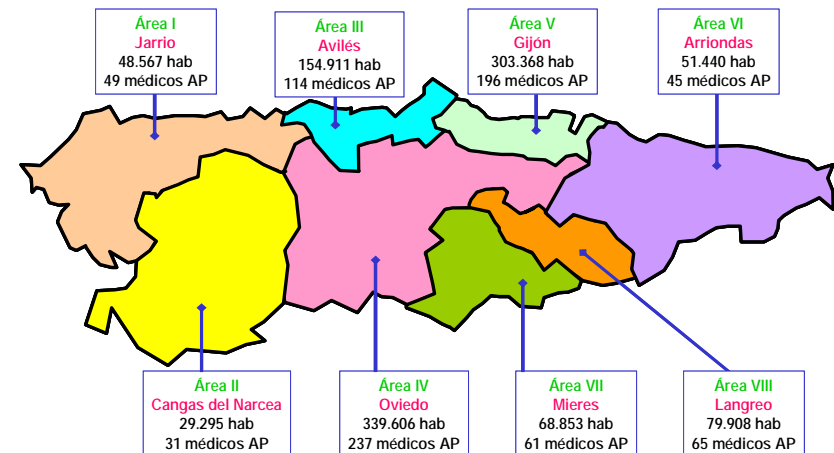 Área I
Jarrio
48.567 hab
49 médicos AP
Área III
Avilés
154.911 hab
114 médicos AP
Área V
Gijón
303.368 hab
196 médicos AP
Área VI
Arriondas
51.440 hab
45 médicos AP
Área II
Cangas del Narcea
29.295 hab
31 médicos AP
Área IV
Oviedo
339.606 hab
237 médicos AP
Área VII
Mieres
68.853 hab
61 médicos AP
Área VIII
Langreo
79.908 hab
65 médicos AP